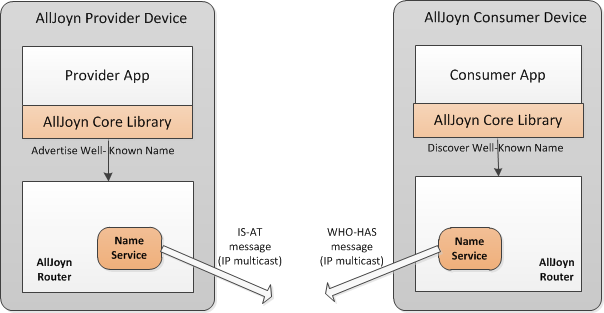 AllJoyn Provider Device
Provider App
AllJoyn Core Library
Advertise Well-Known Name
Name
Service
AllJoyn
Router
IS-AT
message
(IP multicast)
AllJoyn Consumer Device
Consumer App
AllJoyn Core Library
Discover Well-Known Name
WHO-HAS
message
(IP multicast)
Name
Service
AllJoyn
Router